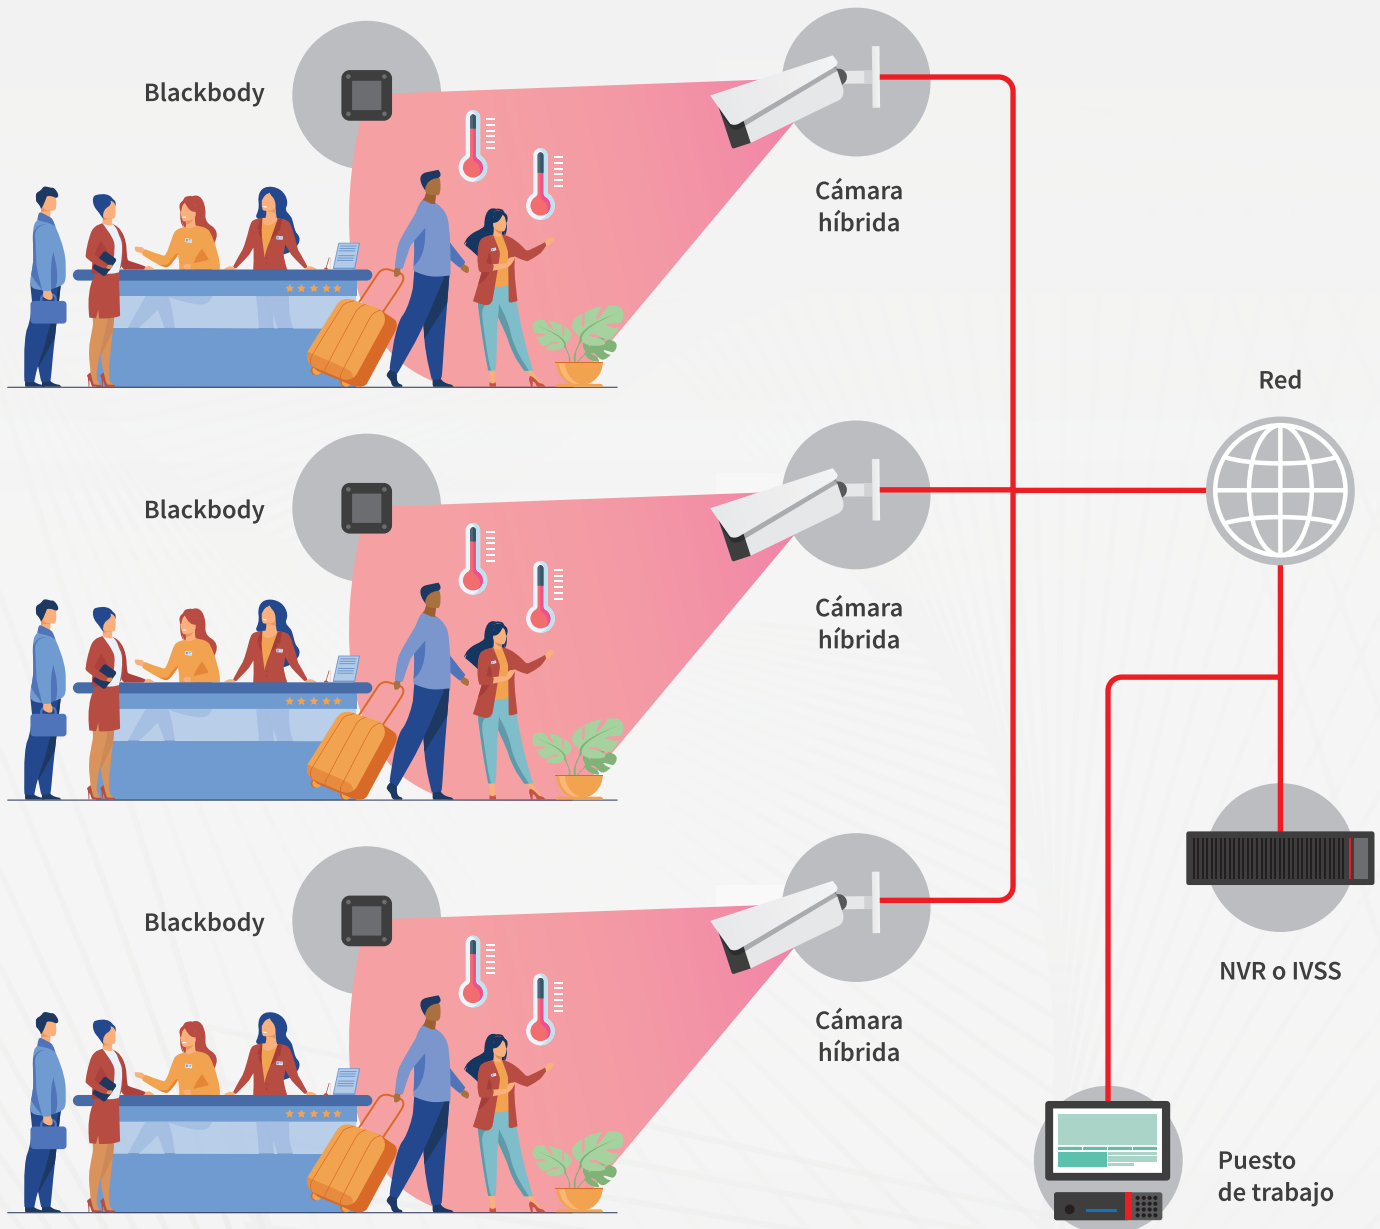 Blackbody
Cámara
híbrida
Red
Blackbody
Cámara
híbrida
Blackbody
NVR o IVSS
Cámara
híbrida
Puesto
de trabajo